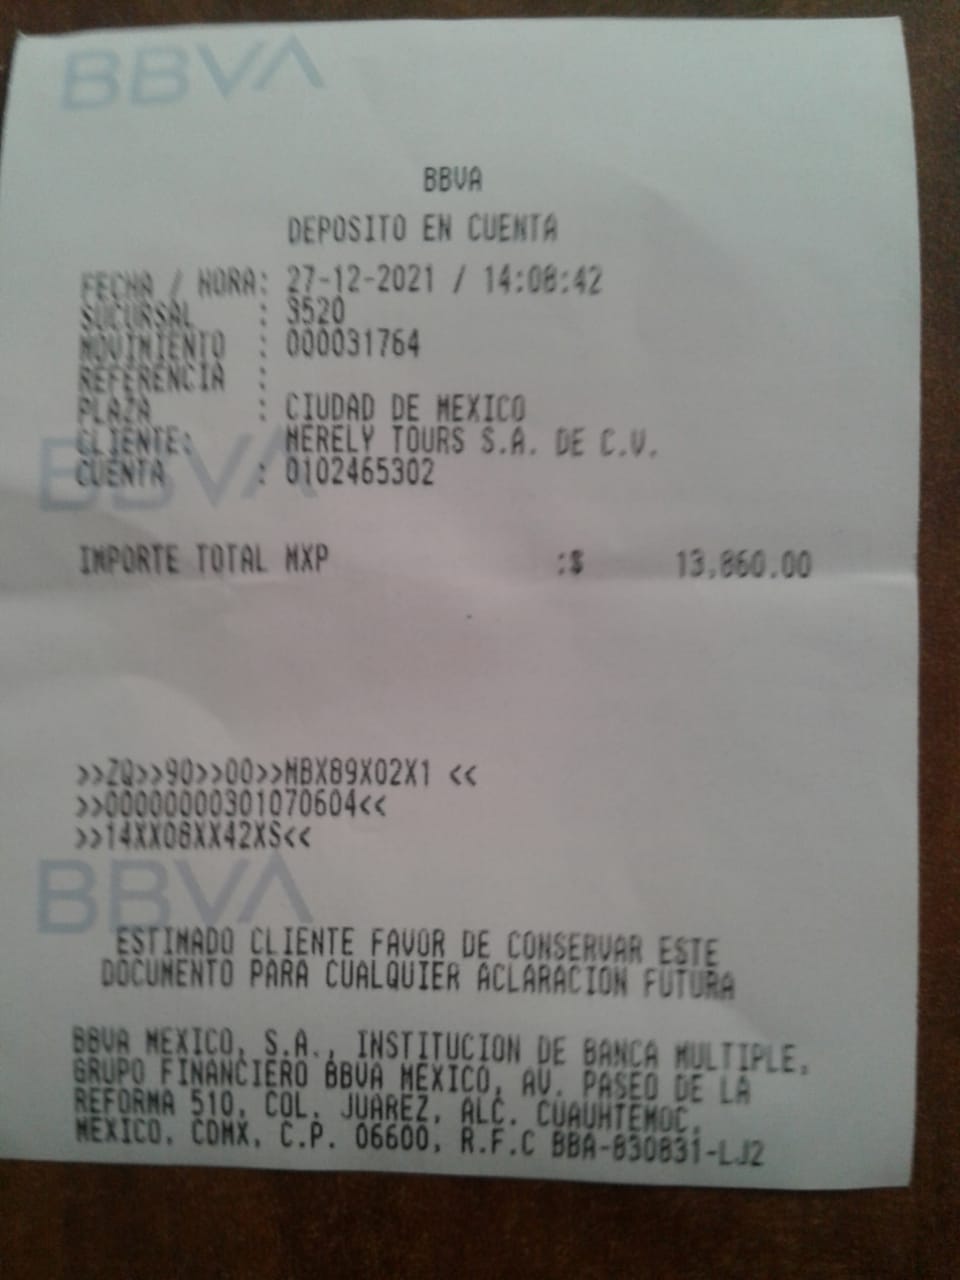 BBVA
BBVA
DEPOSITO EN CUENTA
FECHA / HORA: 27-12-2021 / 14:08:42
SUCURSAL : 3520
MOVIMIENTO : 000031764
REFERENCIA :
PLAZA : CIUDAD DE MEXICO
CLIENTE: MERELY TOURS S.A. DE C.V.
BBVA
CUENTA : 0102465302
IMPORTE TOTAL MXP :$ 13,860.00
>>ZQ>>90>>00>>MBX89X02X1 <<
>>00000000301070604<<
>>14XX08XX42XS<<
BBVA
ESTIMADO CLIENTE FAVOR DE CONSERVAR ESTE
DOCUMENTO PARA CUALQUIER ACLARACION FUTURA
BBVA MEXICO, S.A., INSTITUCION DE BANCA MULTIPLE,
GRUPO FINANCIERO BBVA MEXICO, AV. PASEO DE LA
REFORMA 510, COL. JUAREZ, ALC. CUAUHTEMOC,
MEXICO, CDMX, C.P. 06600, R.F.C BBA-830831-LJ2